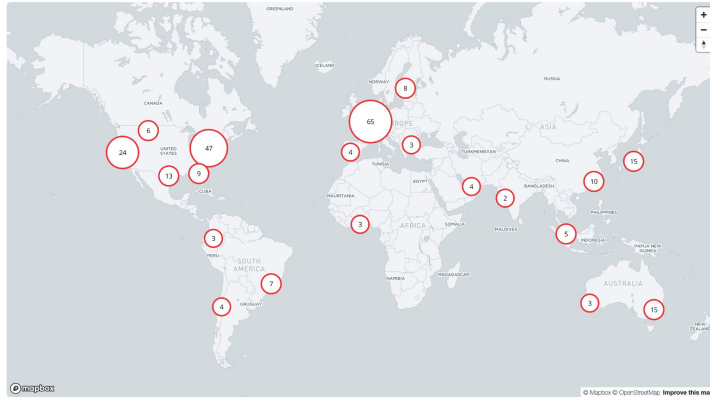 GREENLAND
+
−
ICELAND
NORWAY
RUSSIA
8
CANADA
65
EUROPE
ASIA
6
47
3
24
UNITED
STATES
4
TURKMENISTAN
CHINA
15
TUNISIA
13
9
EGYPT
4
BANGLADESH
10
CUBA
MAURITANIA
2
PHILIPPINES
3
AFRICA
SOMALIA
MALDIVES
5
INDONESIA
3
PERU
SOUTH
AMERICA
PAPUA NEW
GUINEA
7
NAMIBIA
MADAGASCAR
AUSTRALIA
4
URUGUAY
3
15
NEW
ZEALAND
mapbox
© Mapbox © OpenStreetMap Improve this ma